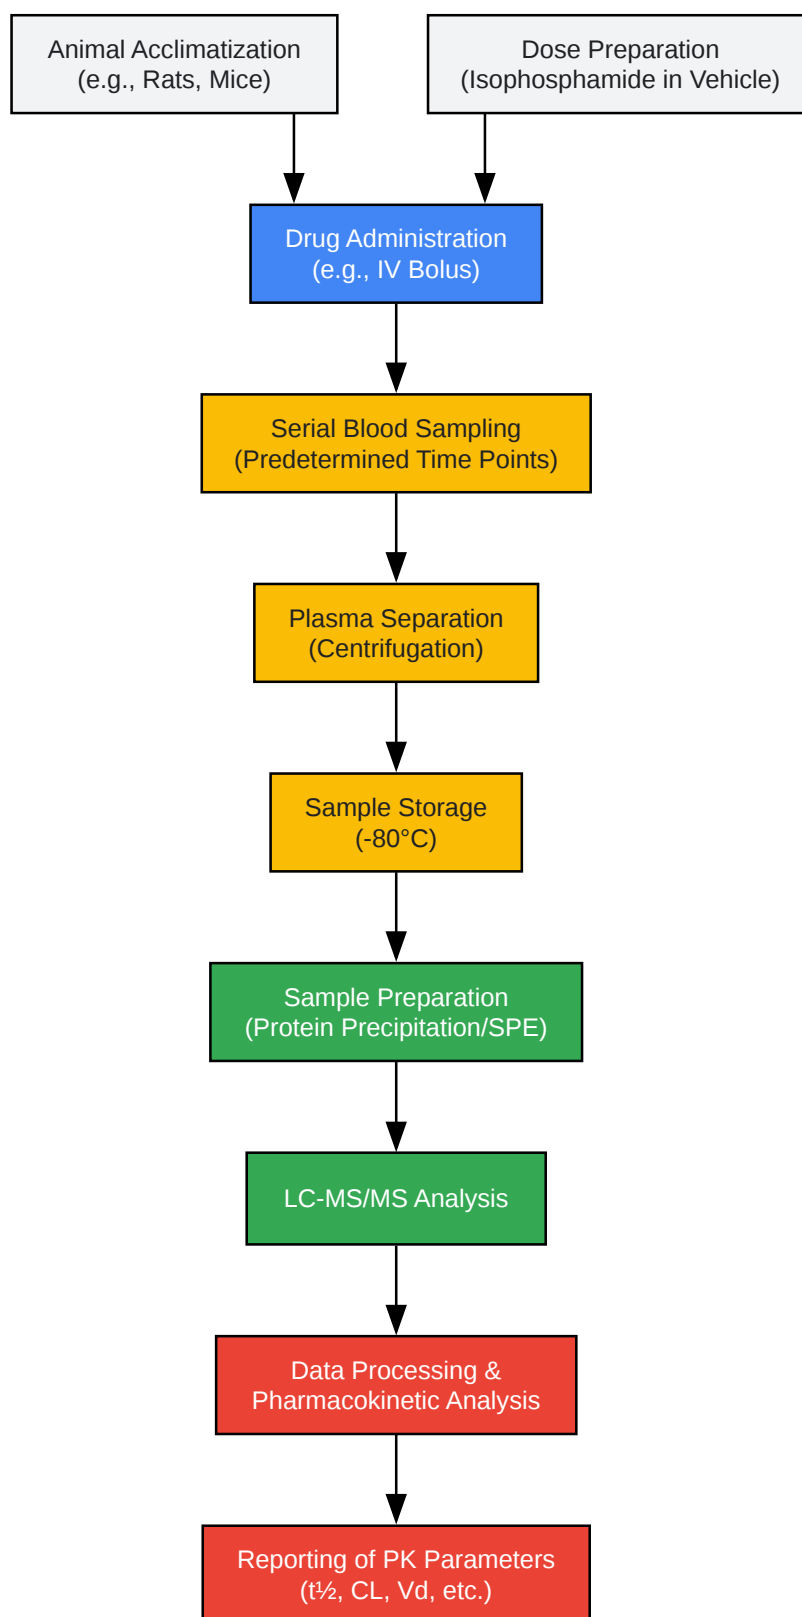 Animal Acclimatization
(e.g., Rats, Mice)
Dose Preparation
(Isophosphamide in Vehicle)
Drug Administration
(e.g., IV Bolus)
Serial Blood Sampling
(Predetermined Time Points)
Plasma Separation
(Centrifugation)
Sample Storage
(-80°C)
Sample Preparation
(Protein Precipitation/SPE)
LC-MS/MS Analysis
Data Processing &
Pharmacokinetic Analysis
Reporting of PK Parameters
(t½, CL, Vd, etc.)